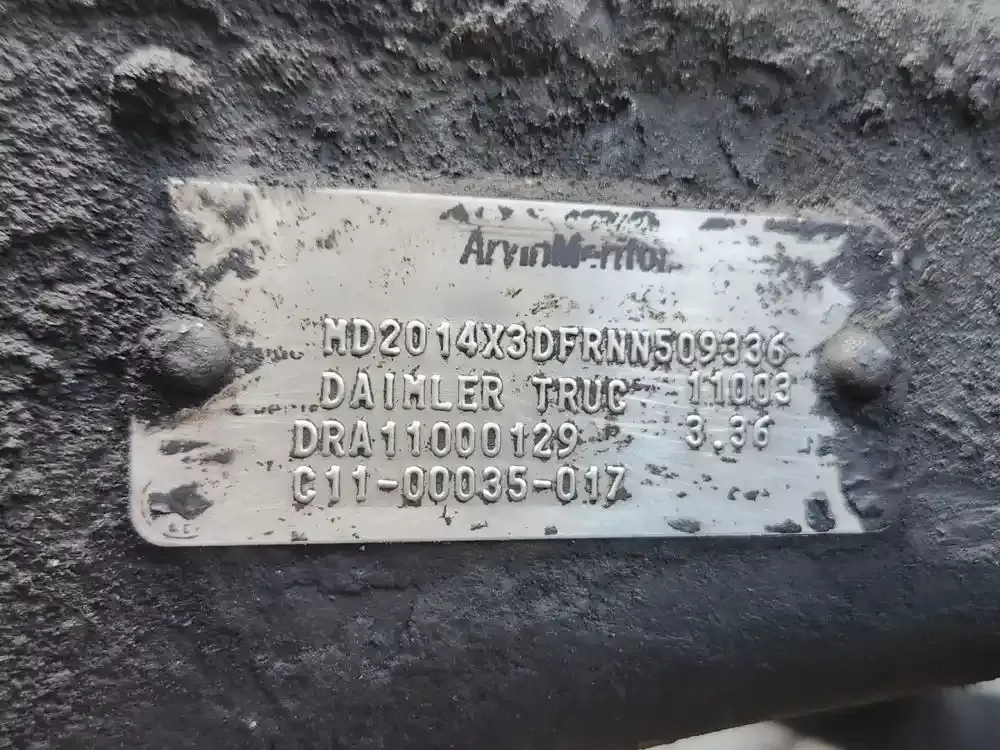 ArvinMeritor
MD2014X3DFRNN509336
DAIMLER TRUC 11003
DRA11000129 3.36
C11-00035-017